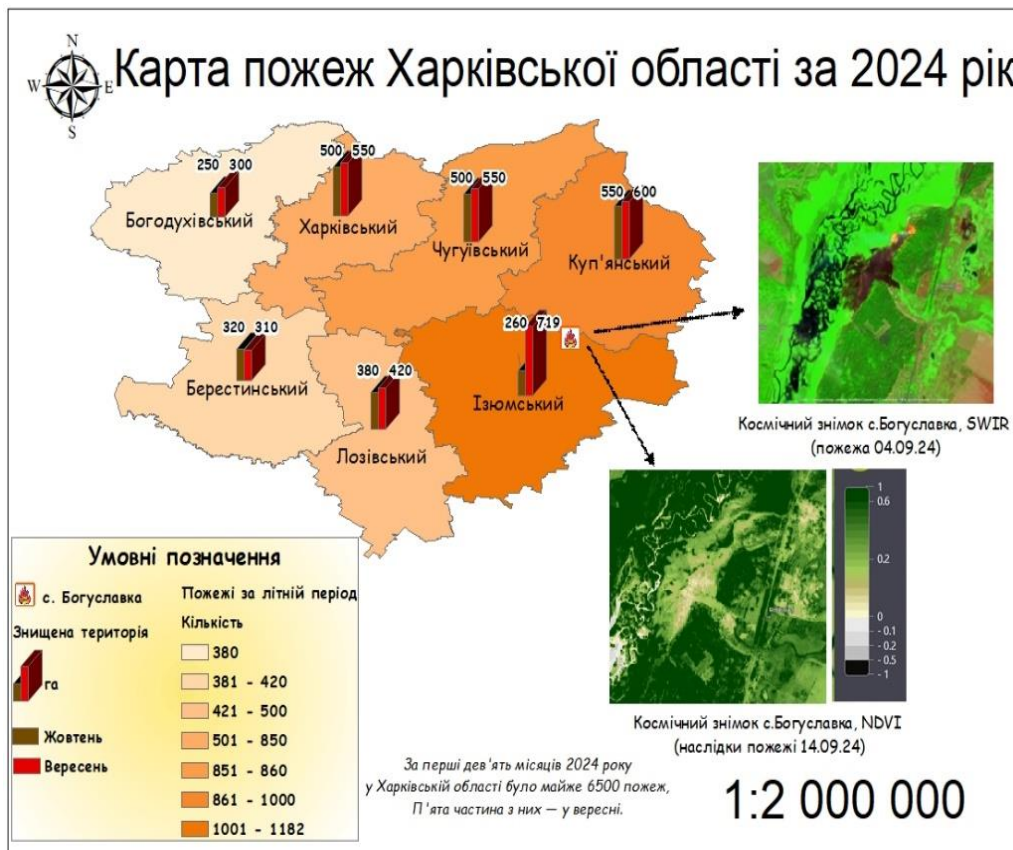 N
W E
S
Карта пожеж Харківської області за 2024 рік
250 300
Богодухівський
500 550
Харківський
500 550
Чугуївський
550 600
Куп'янський
320 310
Берестинський
380 420
Лозівський
260 719
Ізюмський
Космічний знімок с.Богуславка, SWIR
(пожежа 04.09.24)
1
0.6
0.2
0
- 0.1
- 0.2
- 0.5
- 1
Космічний знімок с.Богуславка, NDVI
(наслідки пожежі 14.09.24)
Умовні позначення
с. Богуславка
Знищена територія
га
Жовтень
Вересень
Пожежі за літній період
Кількість
380
381 - 420
421 - 500
501 - 850
851 - 860
861 - 1000
1001 - 1182
За перші дев'ять місяців 2024 року
у Харківській області було майже 6500 пожеж,
П'ята частина з них — у вересні.
1:2 000 000